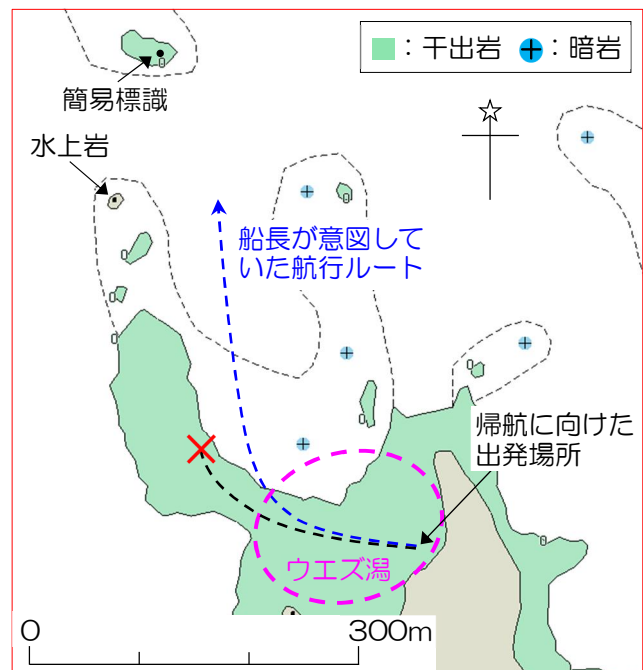 ：干出岩 ：暗岩
簡易標識
水上岩
船長が意図して
いた航行ルート
帰航に向けた
出発場所
ウエズ潟
0 300m